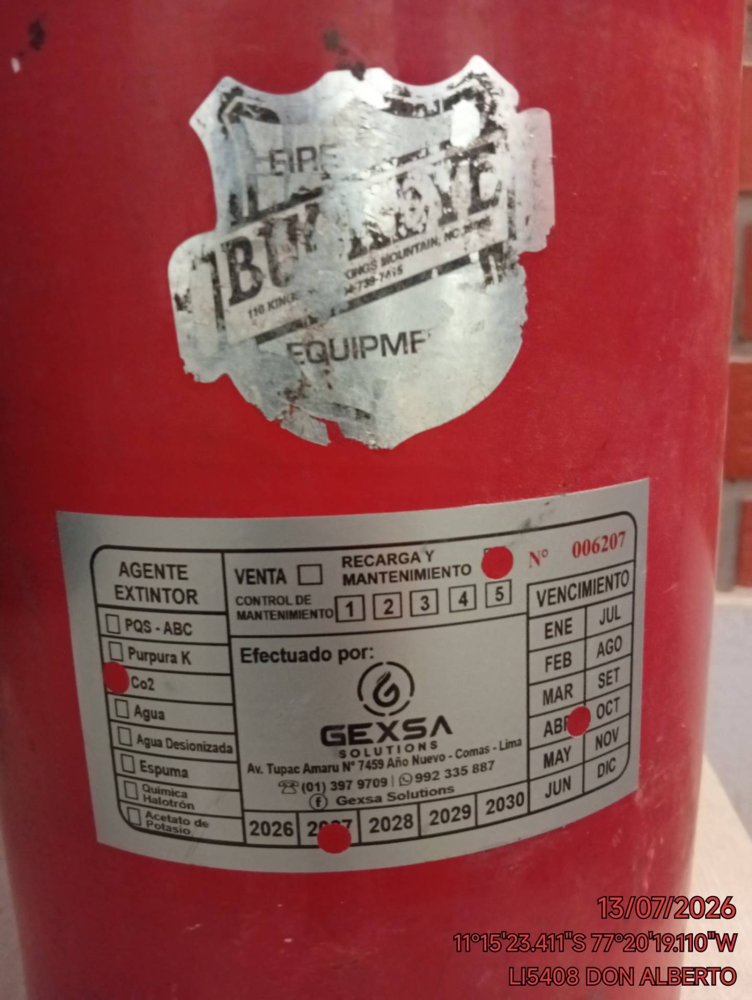 FIRE
KINGS MOUNTAIN, NC
EQUIPME
AGENTE
EXTINTOR
PQS - ABC
Purpura K
Co2
Agua
Agua Desionizada
Espuma
Quimica
Halotrón
Acetato de
Potasio
VENTA
RECARGA Y
MANTENIMIENTO
Nº 006207
CONTROL DE
MANTENIMIENTO 1 2 3 4 5
Efectuado por:
GEXSA
SOLUTIONS
Av. Tupac Amaru Nº 7459 Año Nuevo - Comas - Lima
(01) 397 9709 | 992 335 887
Gexsa Solutions
2026 2027 2028 2029 2030
VENCIMIENTO
ENE JUL
FEB AGO
MAR SET
ABR OCT
MAY NOV
JUN DIC
13/07/2026
11°15'23.411"S 77°20'19.110"W
LI5408 DON ALBERTO